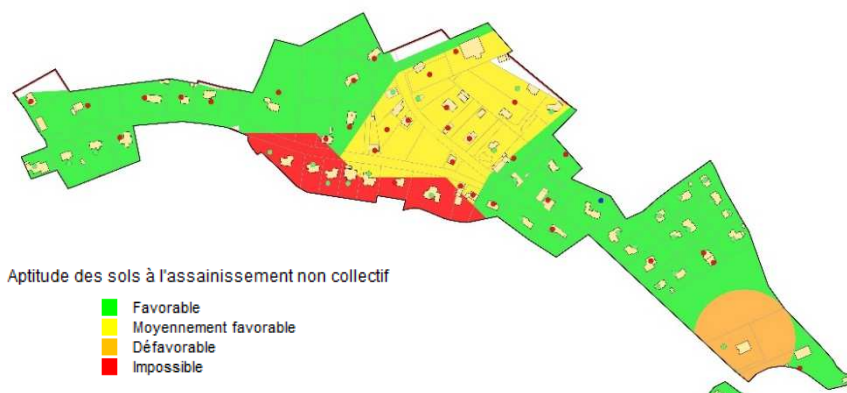 Aptitude des sols à l'assainissement non collectif
Favorable
Moyennement favorable
Défavorable
Impossible